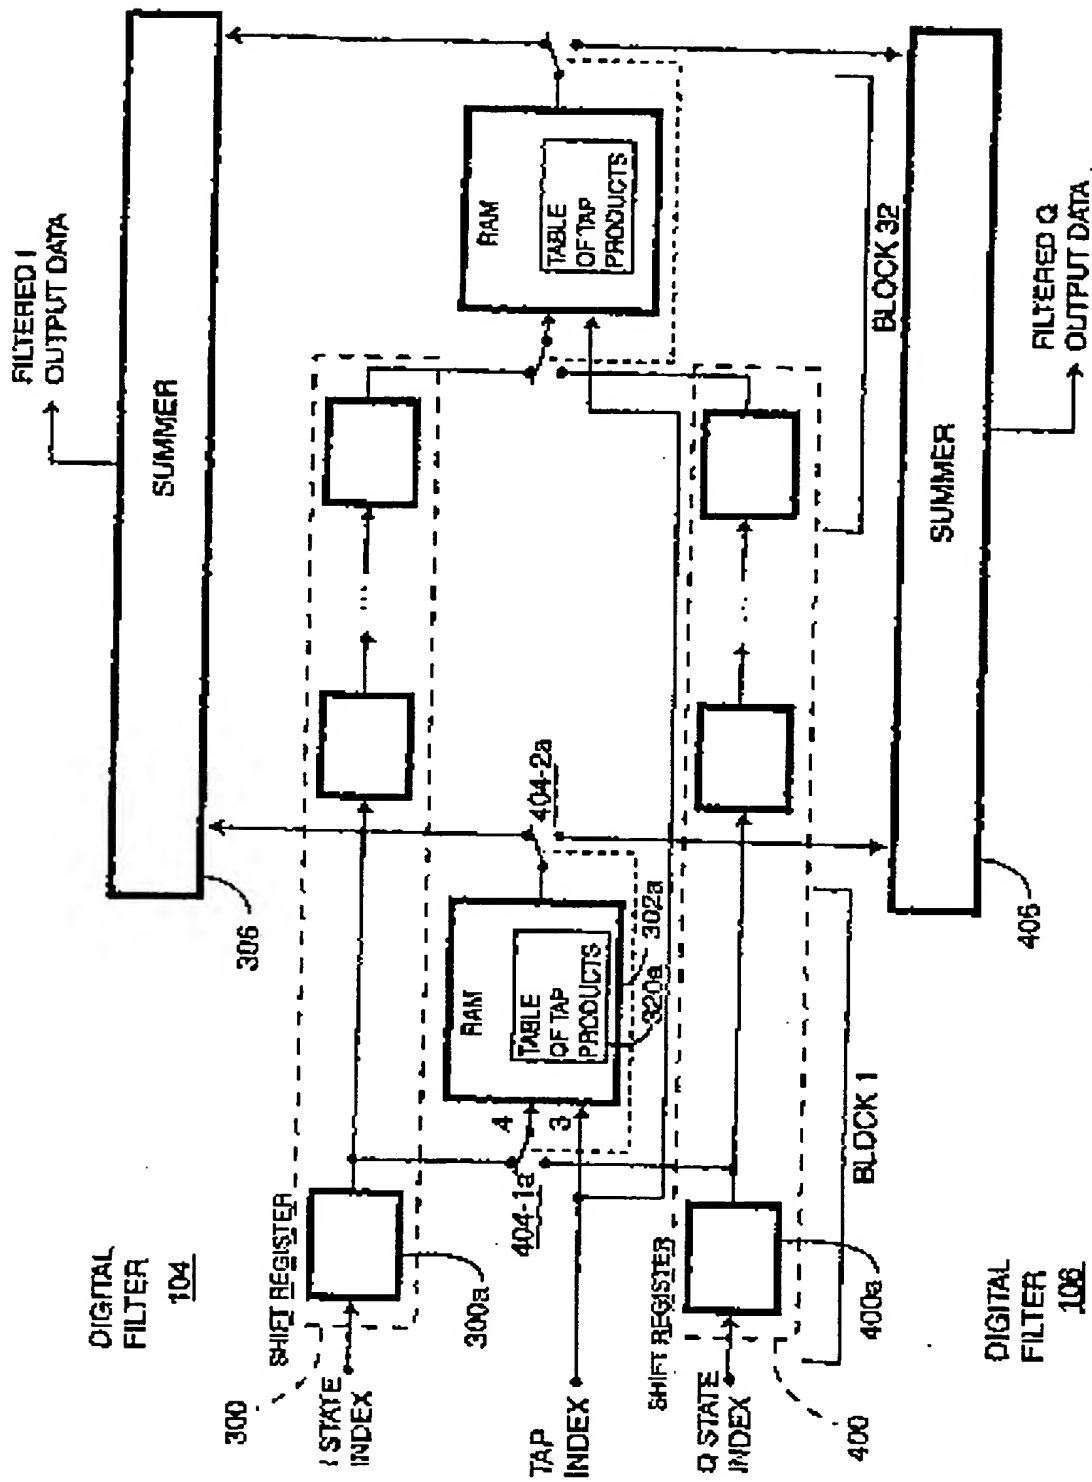 DIGITAL
FILTER
104
SHIFT REGISTER
300
I STATE
INDEX
300a
306
SUMMER
FILTERED I
OUTPUT DATA
TAP
INDEX
404-1a
4
3
RAM
TABLE
OF TAP
PRODUCTS
302a
320a
404-2a
RAM
TABLE
OF TAP
PRODUCTS
SHIFT REGISTER
Q STATE
INDEX
400
400a
BLOCK 1
BLOCK 32
DIGITAL
FILTER
106
406
SUMMER
FILTERED Q
OUTPUT DATA